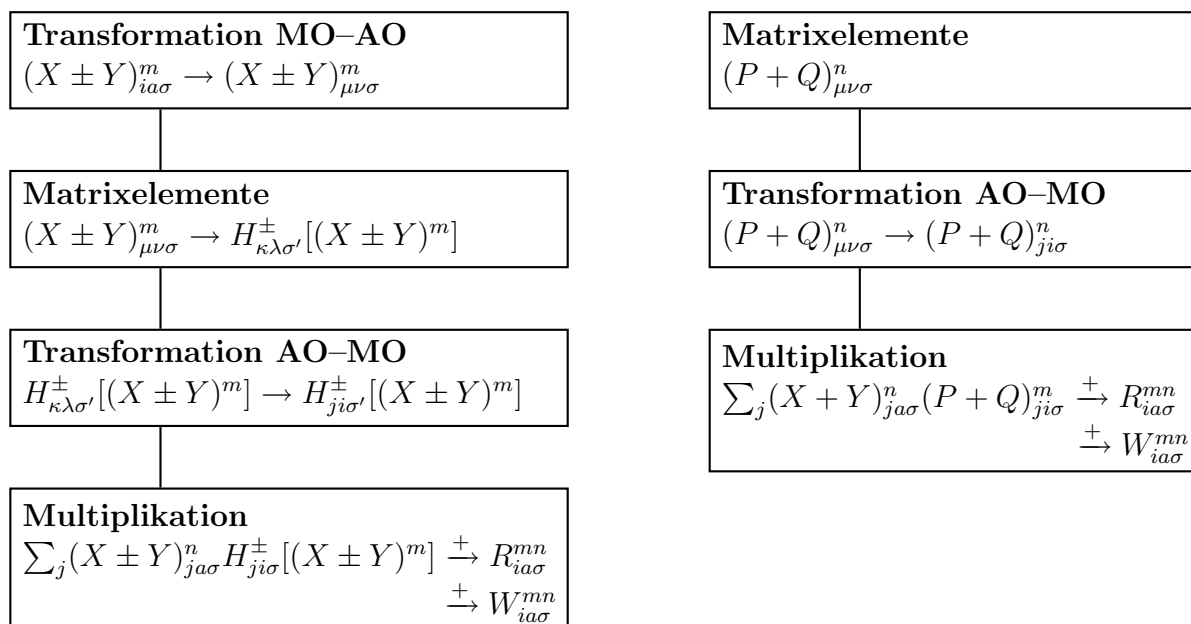 Transformation MO–AO
(X ± Y)^m_{iaσ} → (X ± Y)^m_{μνσ}
Matrixelemente
(X ± Y)^m_{μνσ} → H^±_{κλσ′}[(X ± Y)^m]
Transformation AO–MO
H^±_{κλσ′}[(X ± Y)^m] → H^±_{jiσ′}[(X ± Y)^m]
Multiplikation
∑_j(X ± Y)^n_{jaσ}H^±_{jiσ}[(X ± Y)^m] +→ R^{mn}_{iaσ}
+→ W^{mn}_{iaσ}
Matrixelemente
(P + Q)^n_{μνσ}
Transformation AO–MO
(P + Q)^n_{μνσ} → (P + Q)^n_{jiσ}
Multiplikation
∑_j(X + Y)^n_{jaσ}(P + Q)^m_{jiσ} +→ R^{mn}_{iaσ}
+→ W^{mn}_{iaσ}